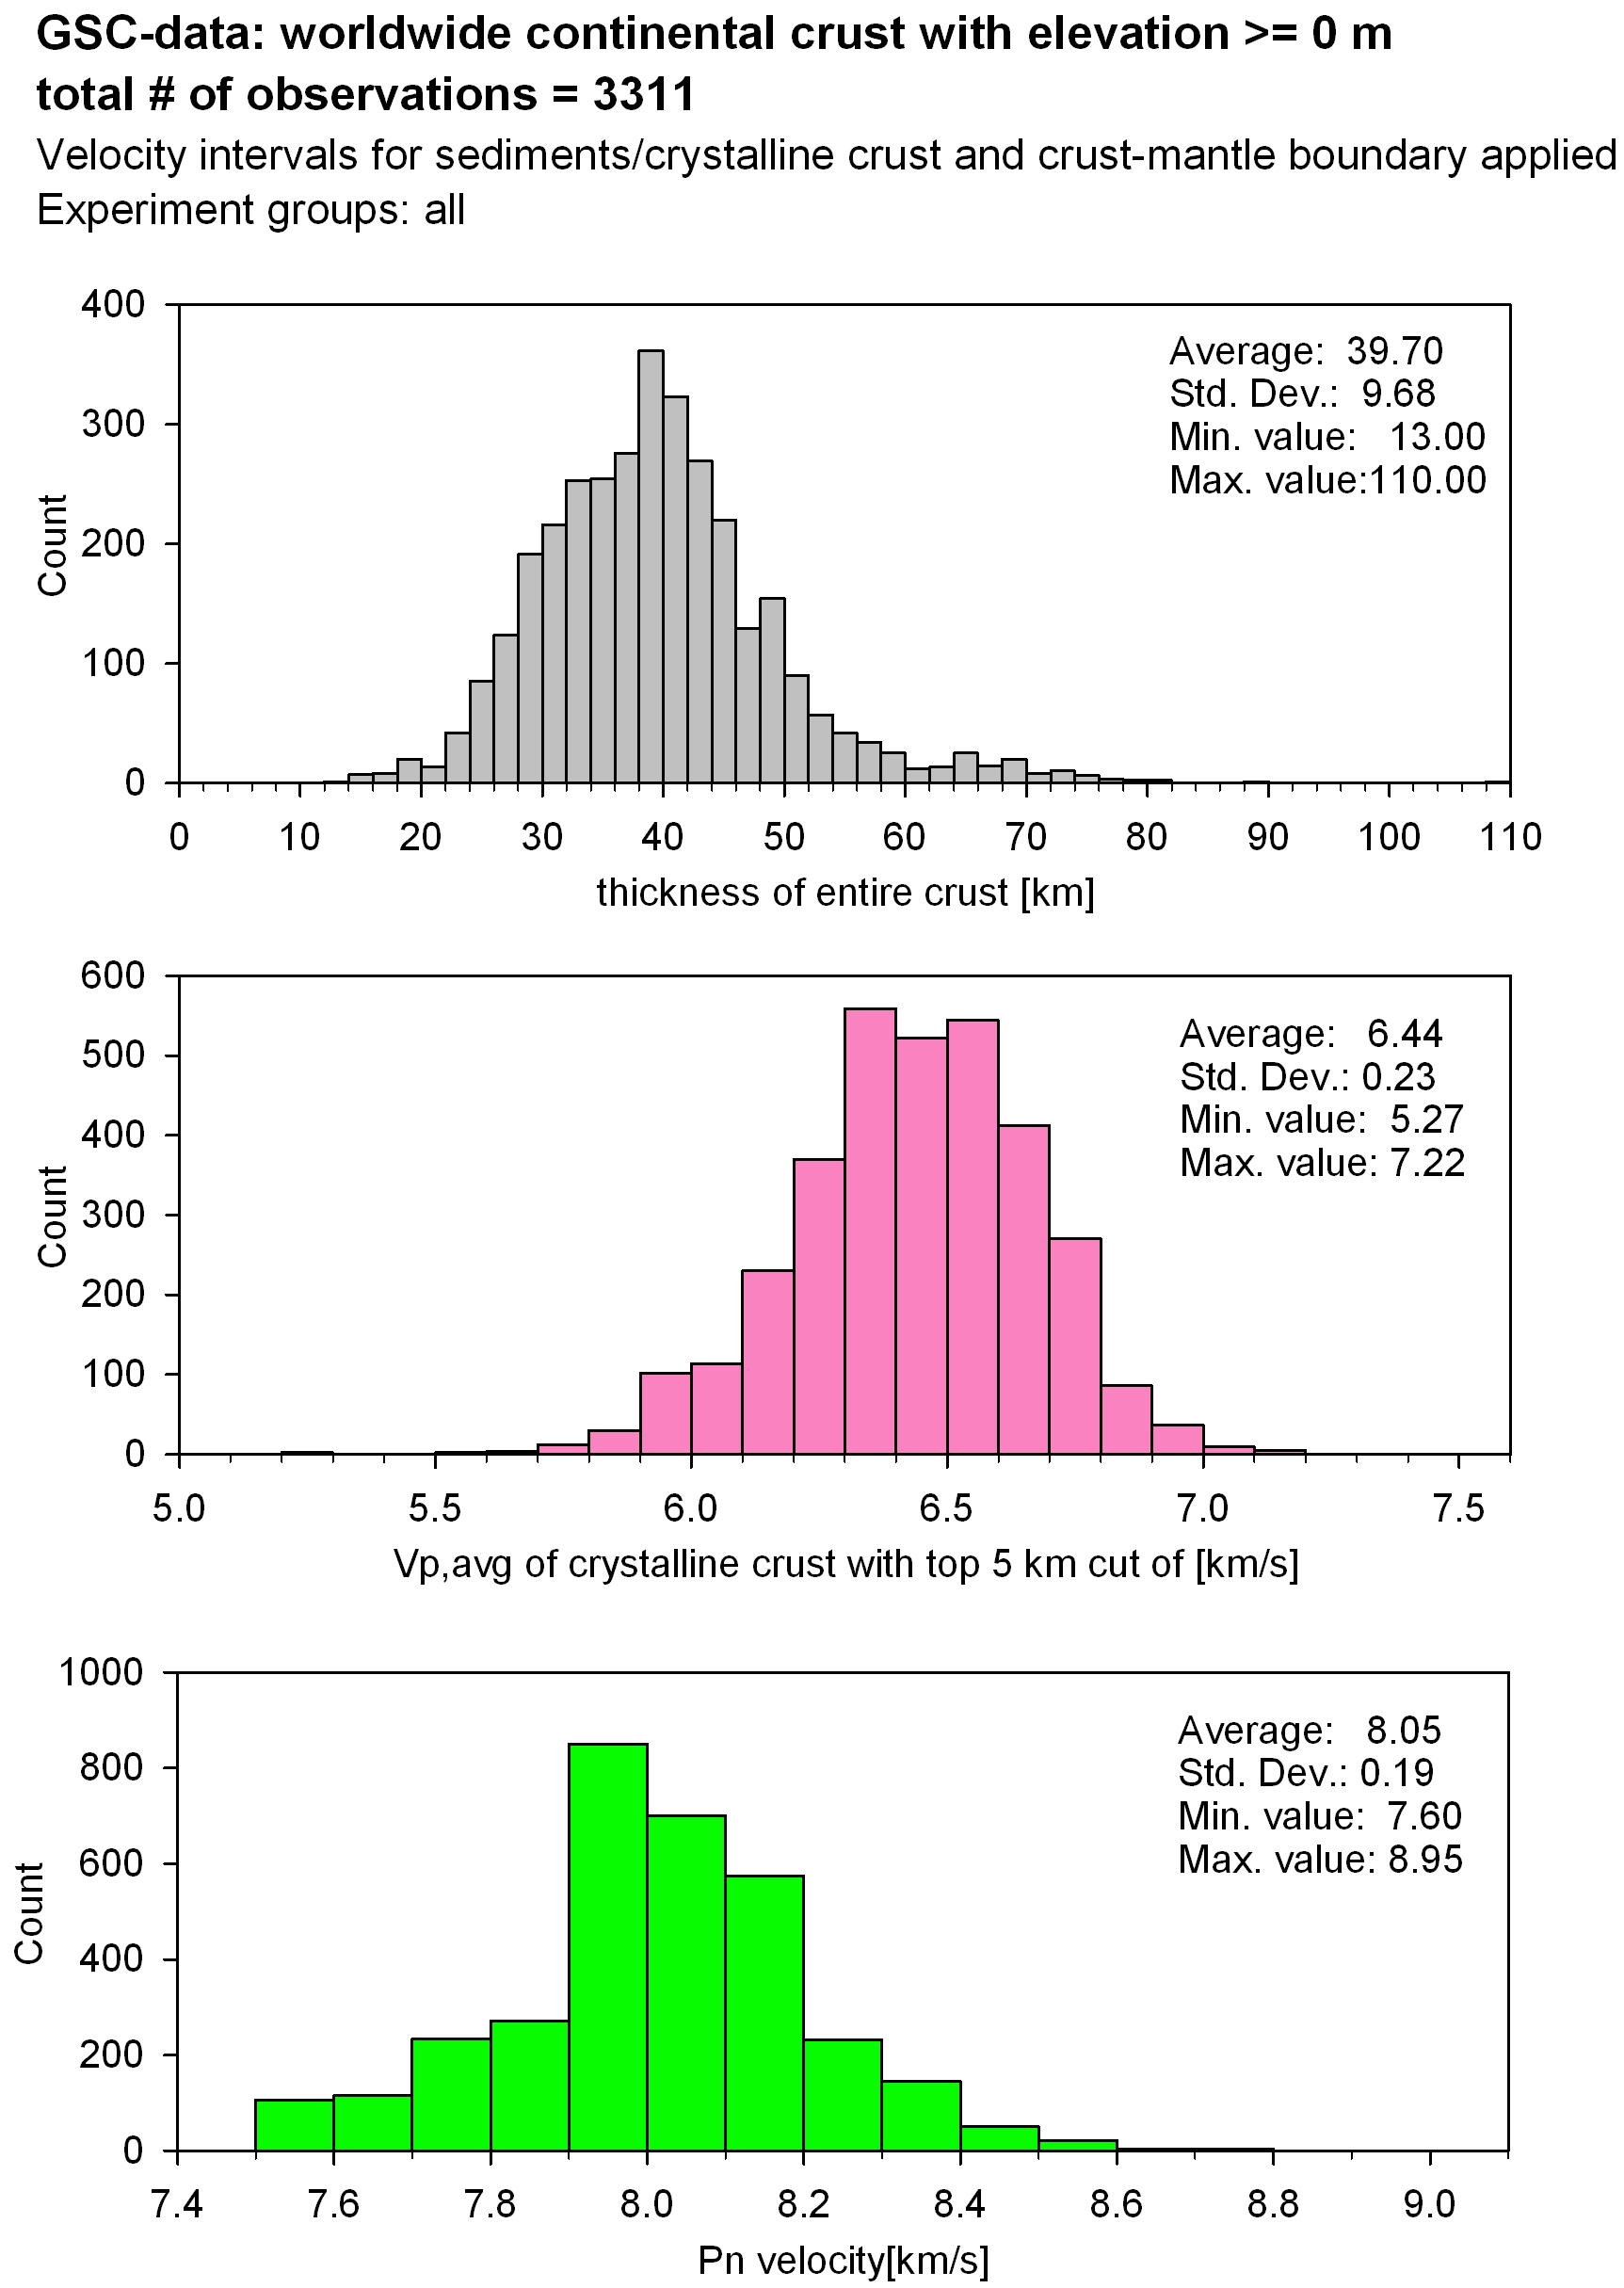 GSC-data: worldwide continental crust with elevation >= 0 m
total # of observations = 3311
Velocity intervals for sediments/crystalline crust and crust-mantle boundary applied
Experiment groups: all
400
300
200
100
0
Count
Average: 39.70
Std. Dev.: 9.68
Min. value: 13.00
Max. value:110.00
0 10 20 30 40 50 60 70 80 90 100 110
thickness of entire crust [km]
600
500
400
300
200
100
0
Count
Average: 6.44
Std. Dev.: 0.23
Min. value: 5.27
Max. value: 7.22
5.0 5.5 6.0 6.5 7.0 7.5
Vp,avg of crystalline crust with top 5 km cut of [km/s]
1000
800
600
400
200
0
Count
Average: 8.05
Std. Dev.: 0.19
Min. value: 7.60
Max. value: 8.95
7.4 7.6 7.8 8.0 8.2 8.4 8.6 8.8 9.0
Pn velocity[km/s]